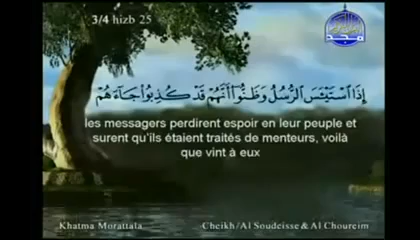 3/4 hizb 25
إِذَا ٱسْتَيْـَٔسَ ٱلرُّسُلُ وَظَنُّوٓا۟ أَنَّهُمْ قَدْ كُذِبُوا۟ جَآءَهُمْ
les messagers perdirent espoir en leur peuple et
surent qu'ils étaient traités de menteurs, voilà
que vint à eux
Khatma Morattala
Cheikh/Al Soudeisse & Al Choureim